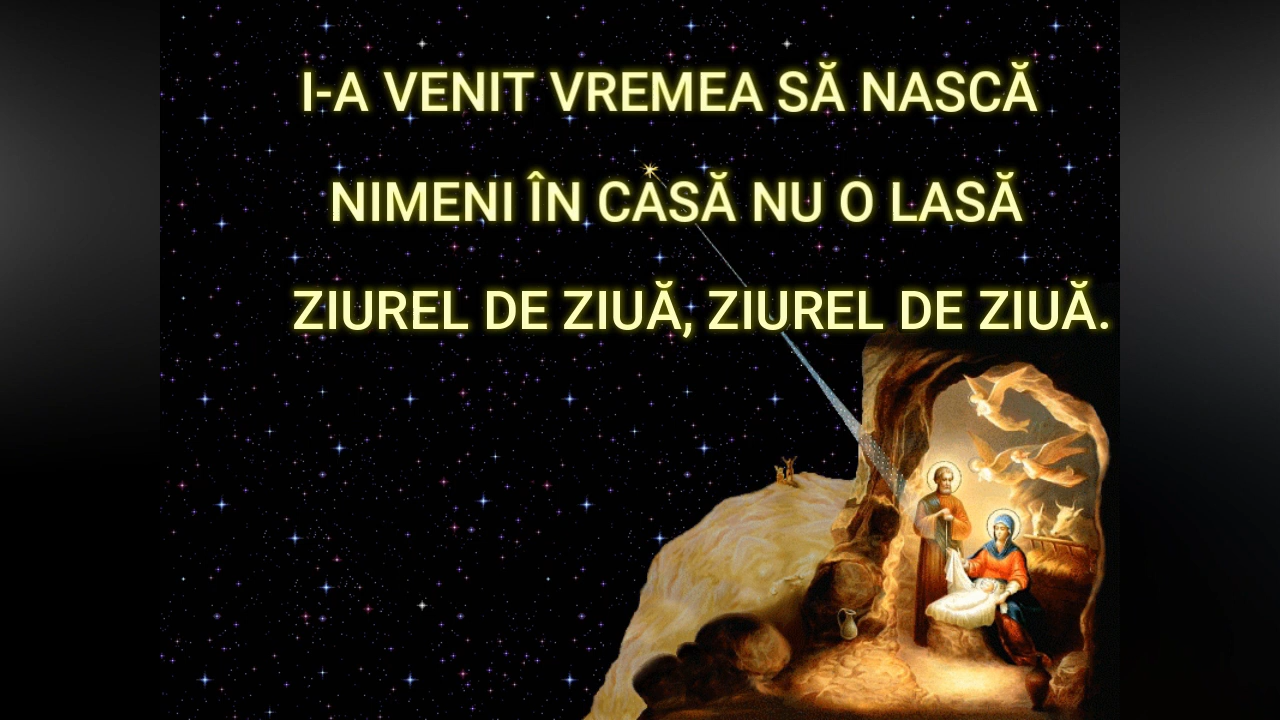 I-A VENIT VREMEA SĂ NASCĂ
NIMENI ÎN CASĂ NU O LASĂ
ZIUREL DE ZIUĂ, ZIUREL DE ZIUĂ.